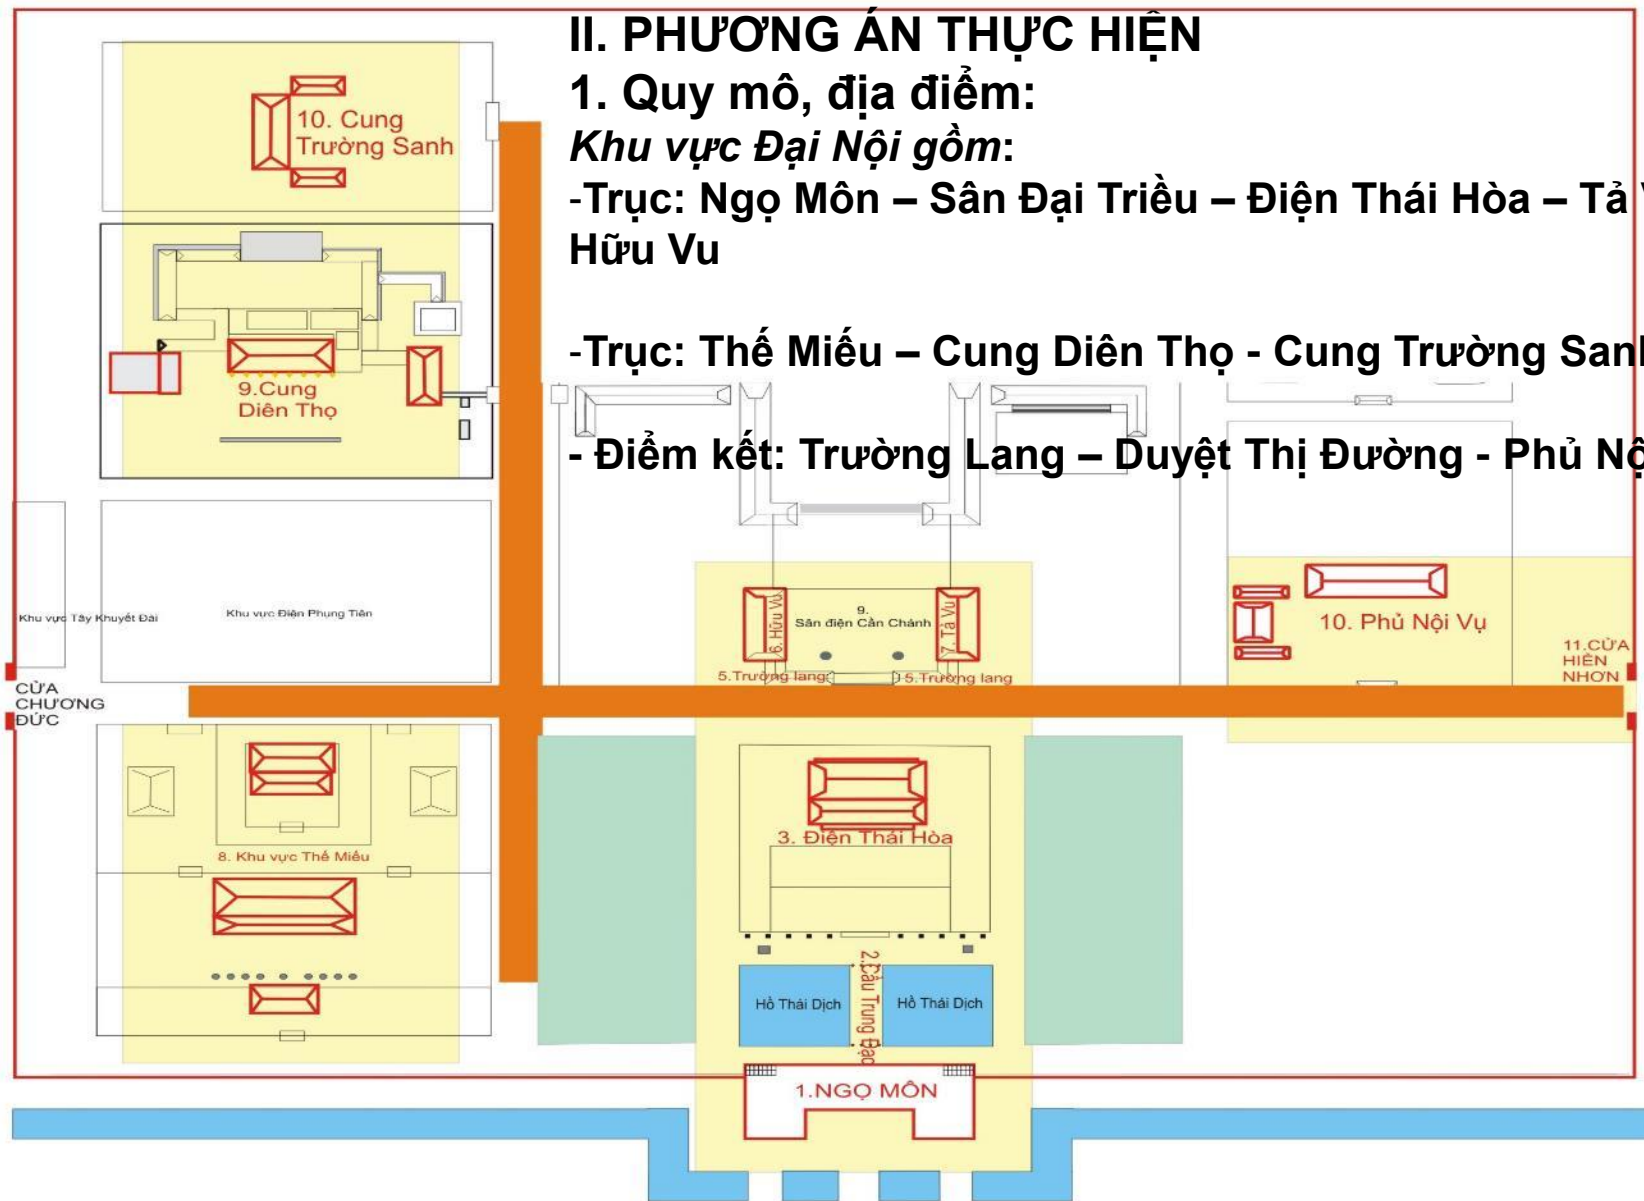 II. PHƯƠNG ÁN THỰC HIỆN
1. Quy mô, địa điểm:
Khu vực Đại Nội gồm:
-Trục: Ngọ Môn – Sân Đại Triều – Điện Thái Hòa – Tả
Hữu Vu
-Trục: Thế Miếu – Cung Diên Thọ - Cung Trường Sanh
- Điểm kết: Trường Lang – Duyệt Thị Đường - Phủ Nội
10. Cung
Trường Sanh
9.Cung
Diên Thọ
Khu vực Tây Khuyết Đài
Khu vực Điện Phụng Tiên
6. Hữu Vu
9.
Sân điện Cần Chánh
7. Tả Vu
5.Trường lang
5.Trường lang
10. Phủ Nội Vụ
11.CỬA
HIỀN
NHƠN
CỬA
CHƯƠNG
ĐỨC
8. Khu vực Thế Miếu
3. Điện Thái Hòa
2.Cầu Trung Đạo
Hồ Thái Dịch
Hồ Thái Dịch
1.NGỌ MÔN